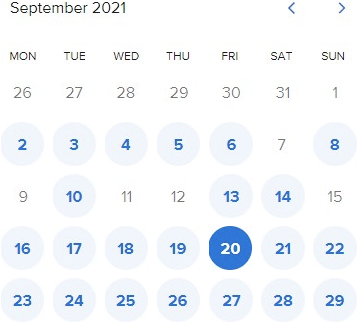 September 2021
MON TUE WED THU FRI SAT SUN
26 27 28 29 30 31 1
2 3 4 5 6 7 8
9 10 11 12 13 14 15
16 17 18 19 20 21 22
23 24 25 26 27 28 29